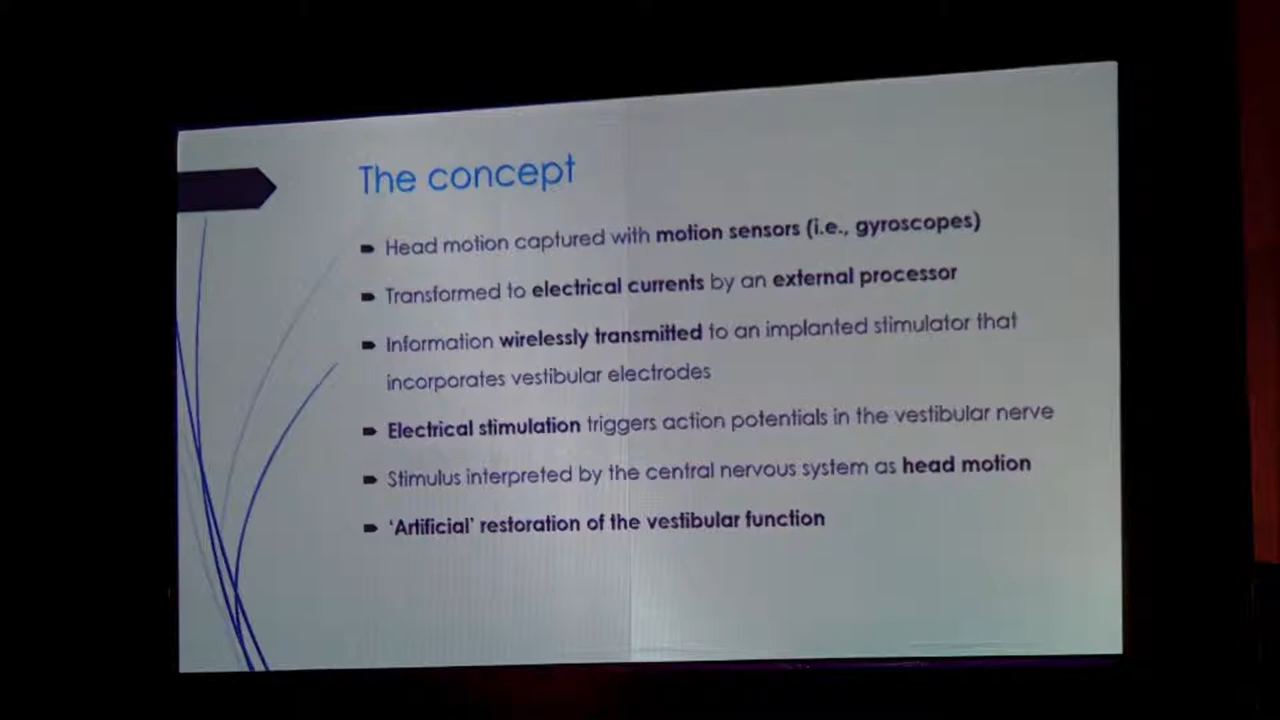 The concept
Head motion captured with motion sensors (i.e., gyroscopes)
Transformed to electrical currents by an external processor
Information wirelessly transmitted to an implanted stimulator that
incorporates vestibular electrodes
Electrical stimulation triggers action potentials in the vestibular nerve
Stimulus interpreted by the central nervous system as head motion
‘Artificial’ restoration of the vestibular function